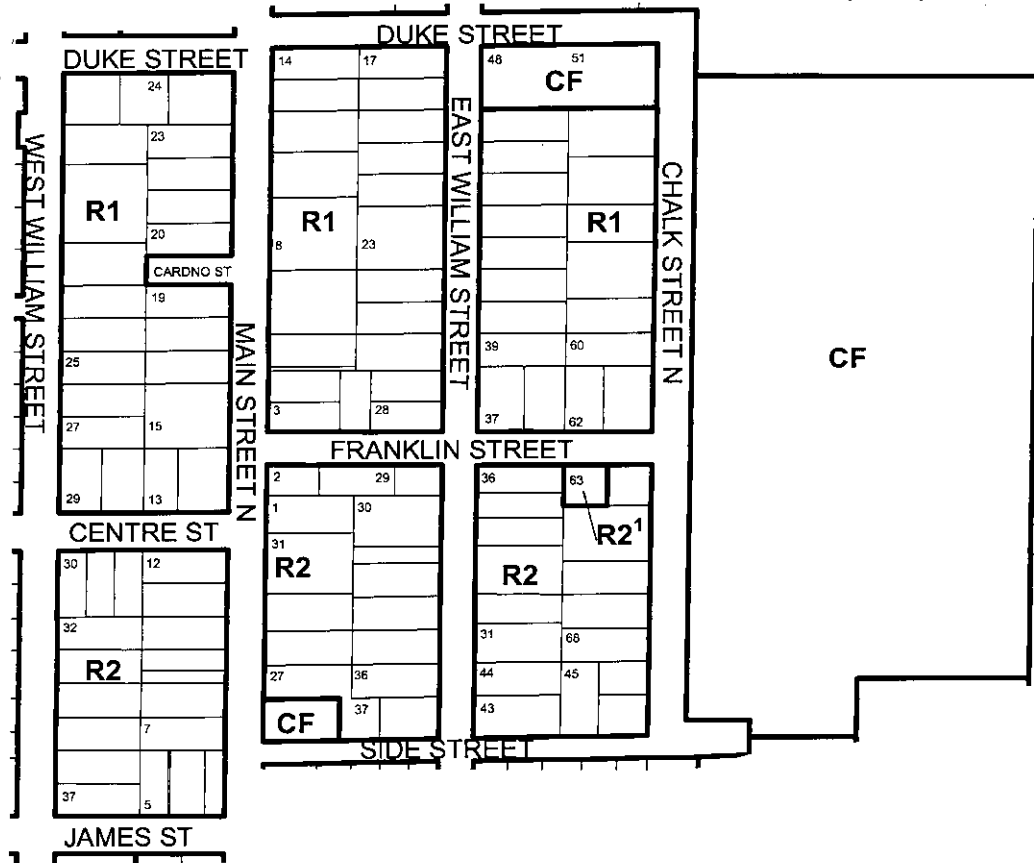 DUKE STREET
DUKE STREET
14 17
48 51
CF
24
23
R1
20
CARDNO ST
19
25
27 15
29 13
WEST WILLIAM STREET
MAIN STREET N
R1
8 23
3 28
EAST WILLIAM STREET
R1
39 60
37 62
CHALK STREET N
CF
FRANKLIN STREET
CENTRE ST
2 29
1 30
31
R2
27 36
37
CF
36 63
R2¹
R2
31 68
44 45
43
SIDE STREET
30 12
32
R2
7
37 5
JAMES ST